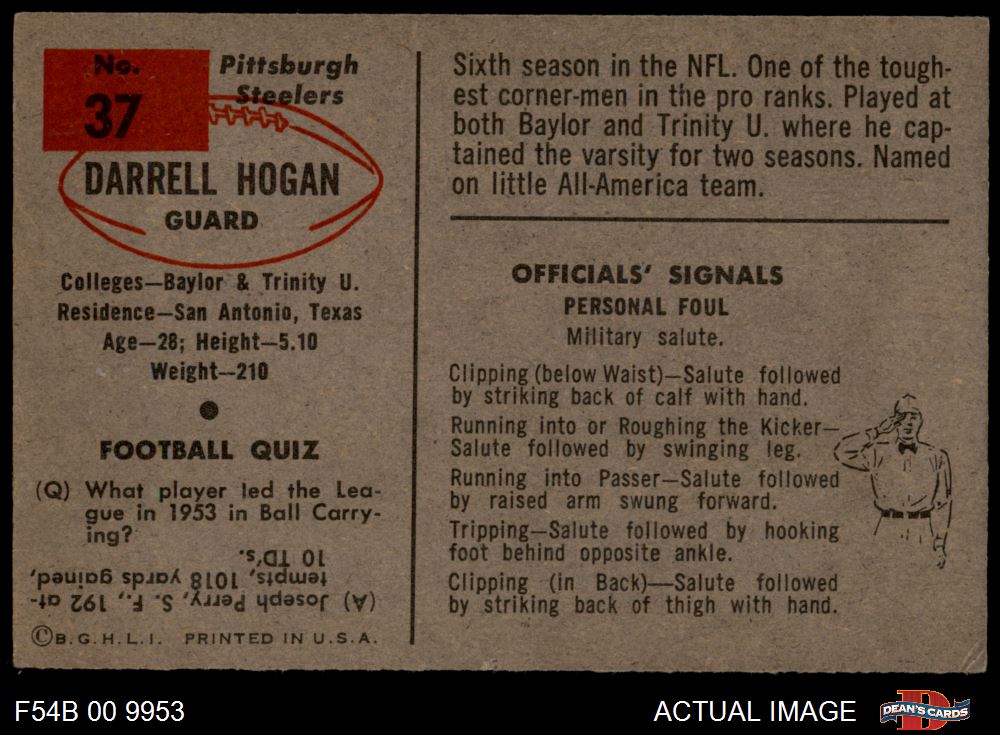 No.
37
Pittsburgh
Steelers
DARRELL HOGAN
GUARD
Colleges—Baylor & Trinity U.
Residence—San Antonio, Texas
Age—28; Height—5.10
Weight—210
FOOTBALL QUIZ
(Q) What player led the Lea-
gue in 1953 in Ball Carry-
ing?
(A) Joseph Perry, S. F., 192 at-
tempts, 1018 yards gained,
10 TD's.
©B.G.H.L.I. PRINTED IN U.S.A.
Sixth season in the NFL. One of the tough-
est corner-men in the pro ranks. Played at
both Baylor and Trinity U. where he cap-
tained the varsity for two seasons. Named
on little All-America team.
OFFICIALS' SIGNALS
PERSONAL FOUL
Military salute.
Clipping (below Waist)—Salute followed
by striking back of calf with hand.
Running into or Roughing the Kicker—
Salute followed by swinging leg.
Running into Passer—Salute followed
by raised arm swung forward.
Tripping—Salute followed by hooking
foot behind opposite ankle.
Clipping (in Back)—Salute followed
by striking back of thigh with hand.
F54B 00 9953
ACTUAL IMAGE
D
DEAN'S CARDS